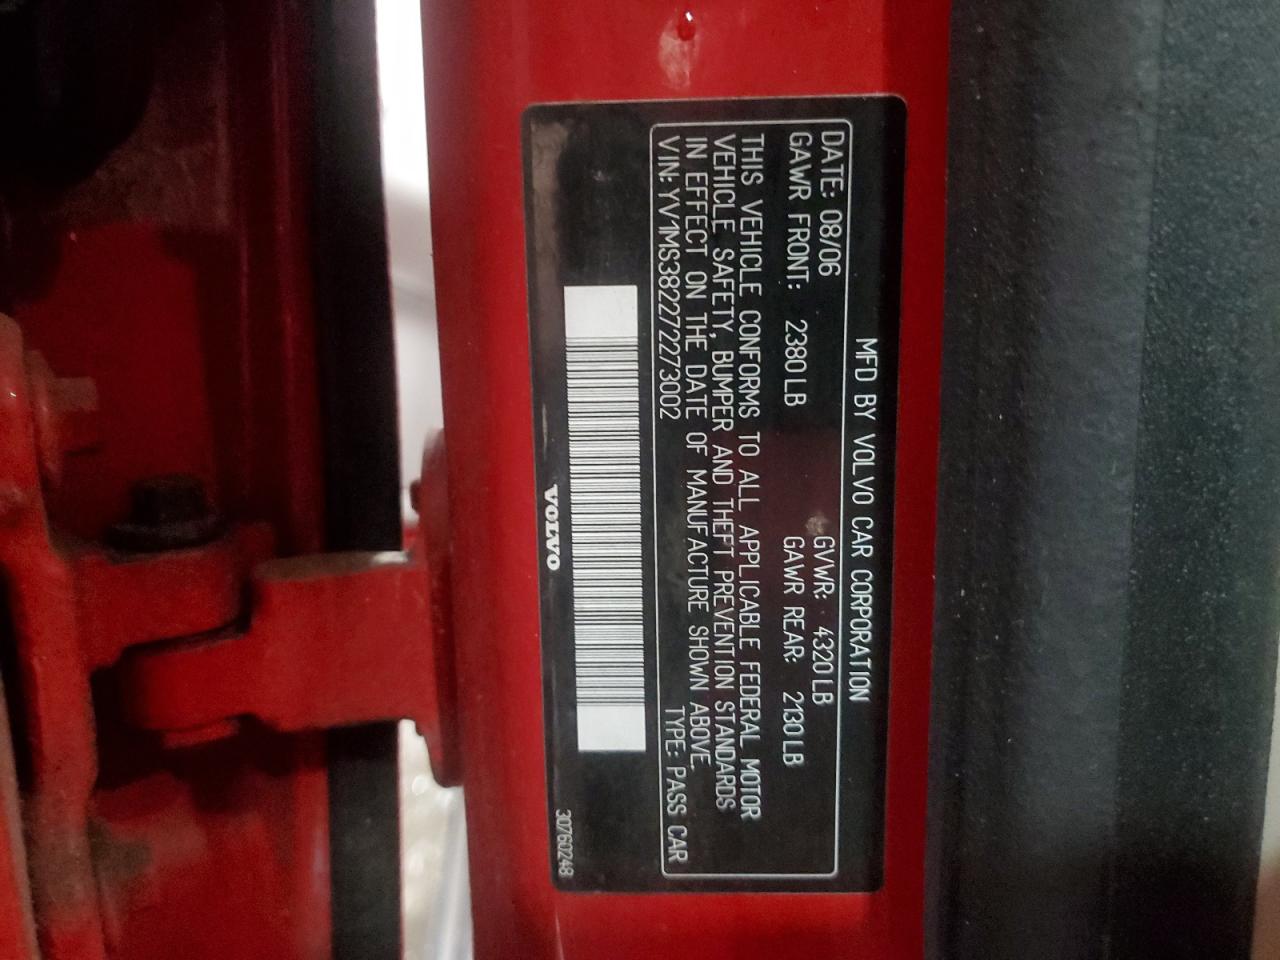 MFD BY VOLVO CAR CORPORATION
DATE: 08/06 GVWR: 4320 LB
GAWR FRONT: 2380 LB GAWR REAR: 2130 LB
THIS VEHICLE CONFORMS TO ALL APPLICABLE FEDERAL MOTOR
VEHICLE SAFETY, BUMPER AND THEFT PREVENTION STANDARDS
IN EFFECT ON THE DATE OF MANUFACTURE SHOWN ABOVE.
VIN: YV1MS382272273002 TYPE: PASS CAR
VOLVO
30760248